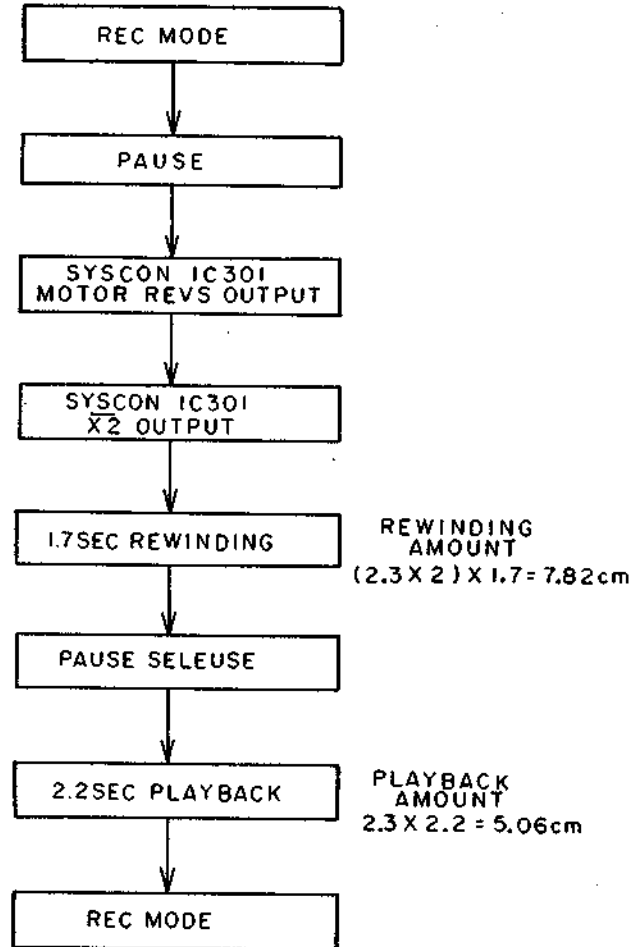 REC MODE
PAUSE
SYSCON IC301
MOTOR REVS OUTPUT
SYSCON IC301
X̅2̅ OUTPUT
1.7SEC REWINDING
REWINDING
AMOUNT
(2.3 X 2) X 1.7 = 7.82cm
PAUSE SELEUSE
2.2SEC PLAYBACK
PLAYBACK
AMOUNT
2.3 X 2.2 = 5.06cm
REC MODE